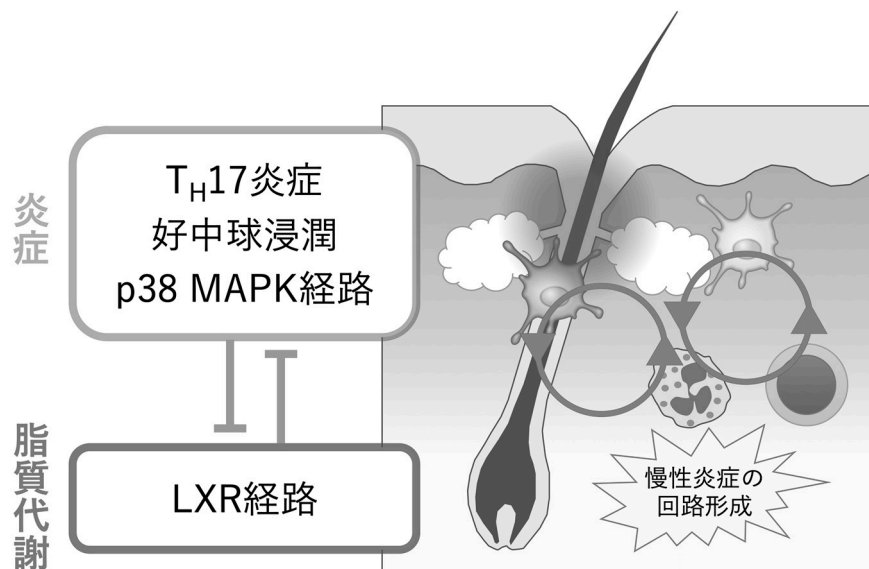 炎症
T_H17炎症
好中球浸潤
p38 MAPK経路
脂質代謝
LXR経路
慢性炎症の
回路形成